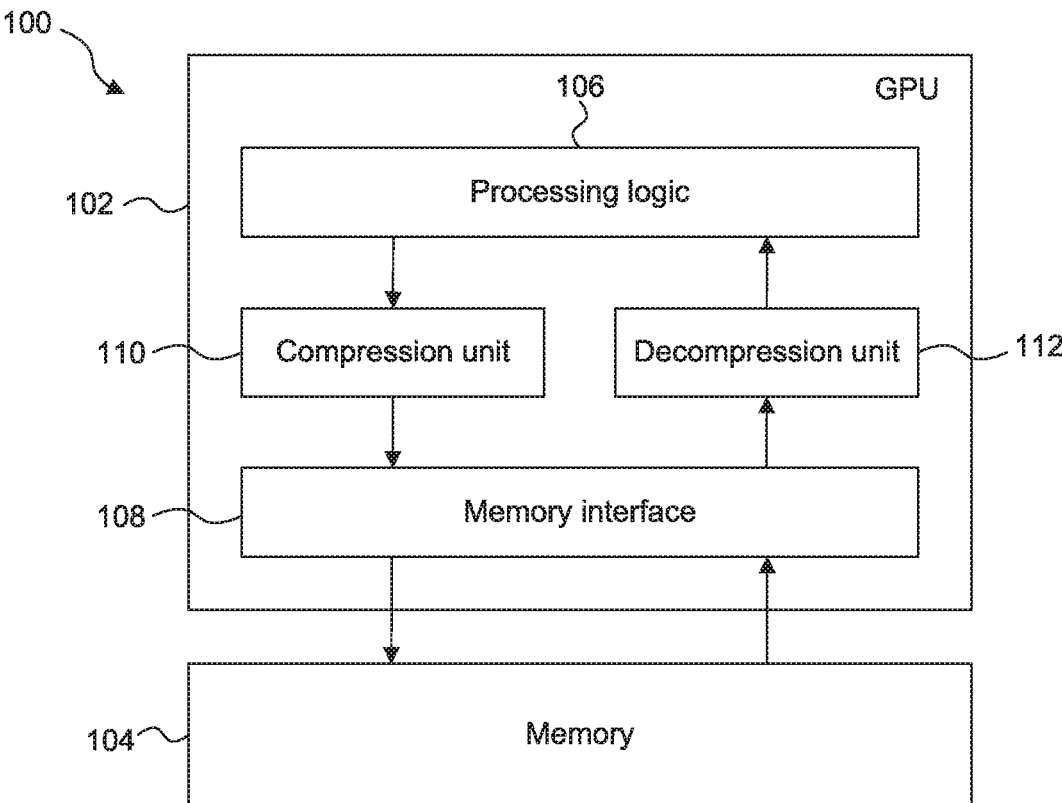 100
106
GPU
Processing logic
102
110
Compression unit
Decompression unit
112
108
Memory interface
104
Memory